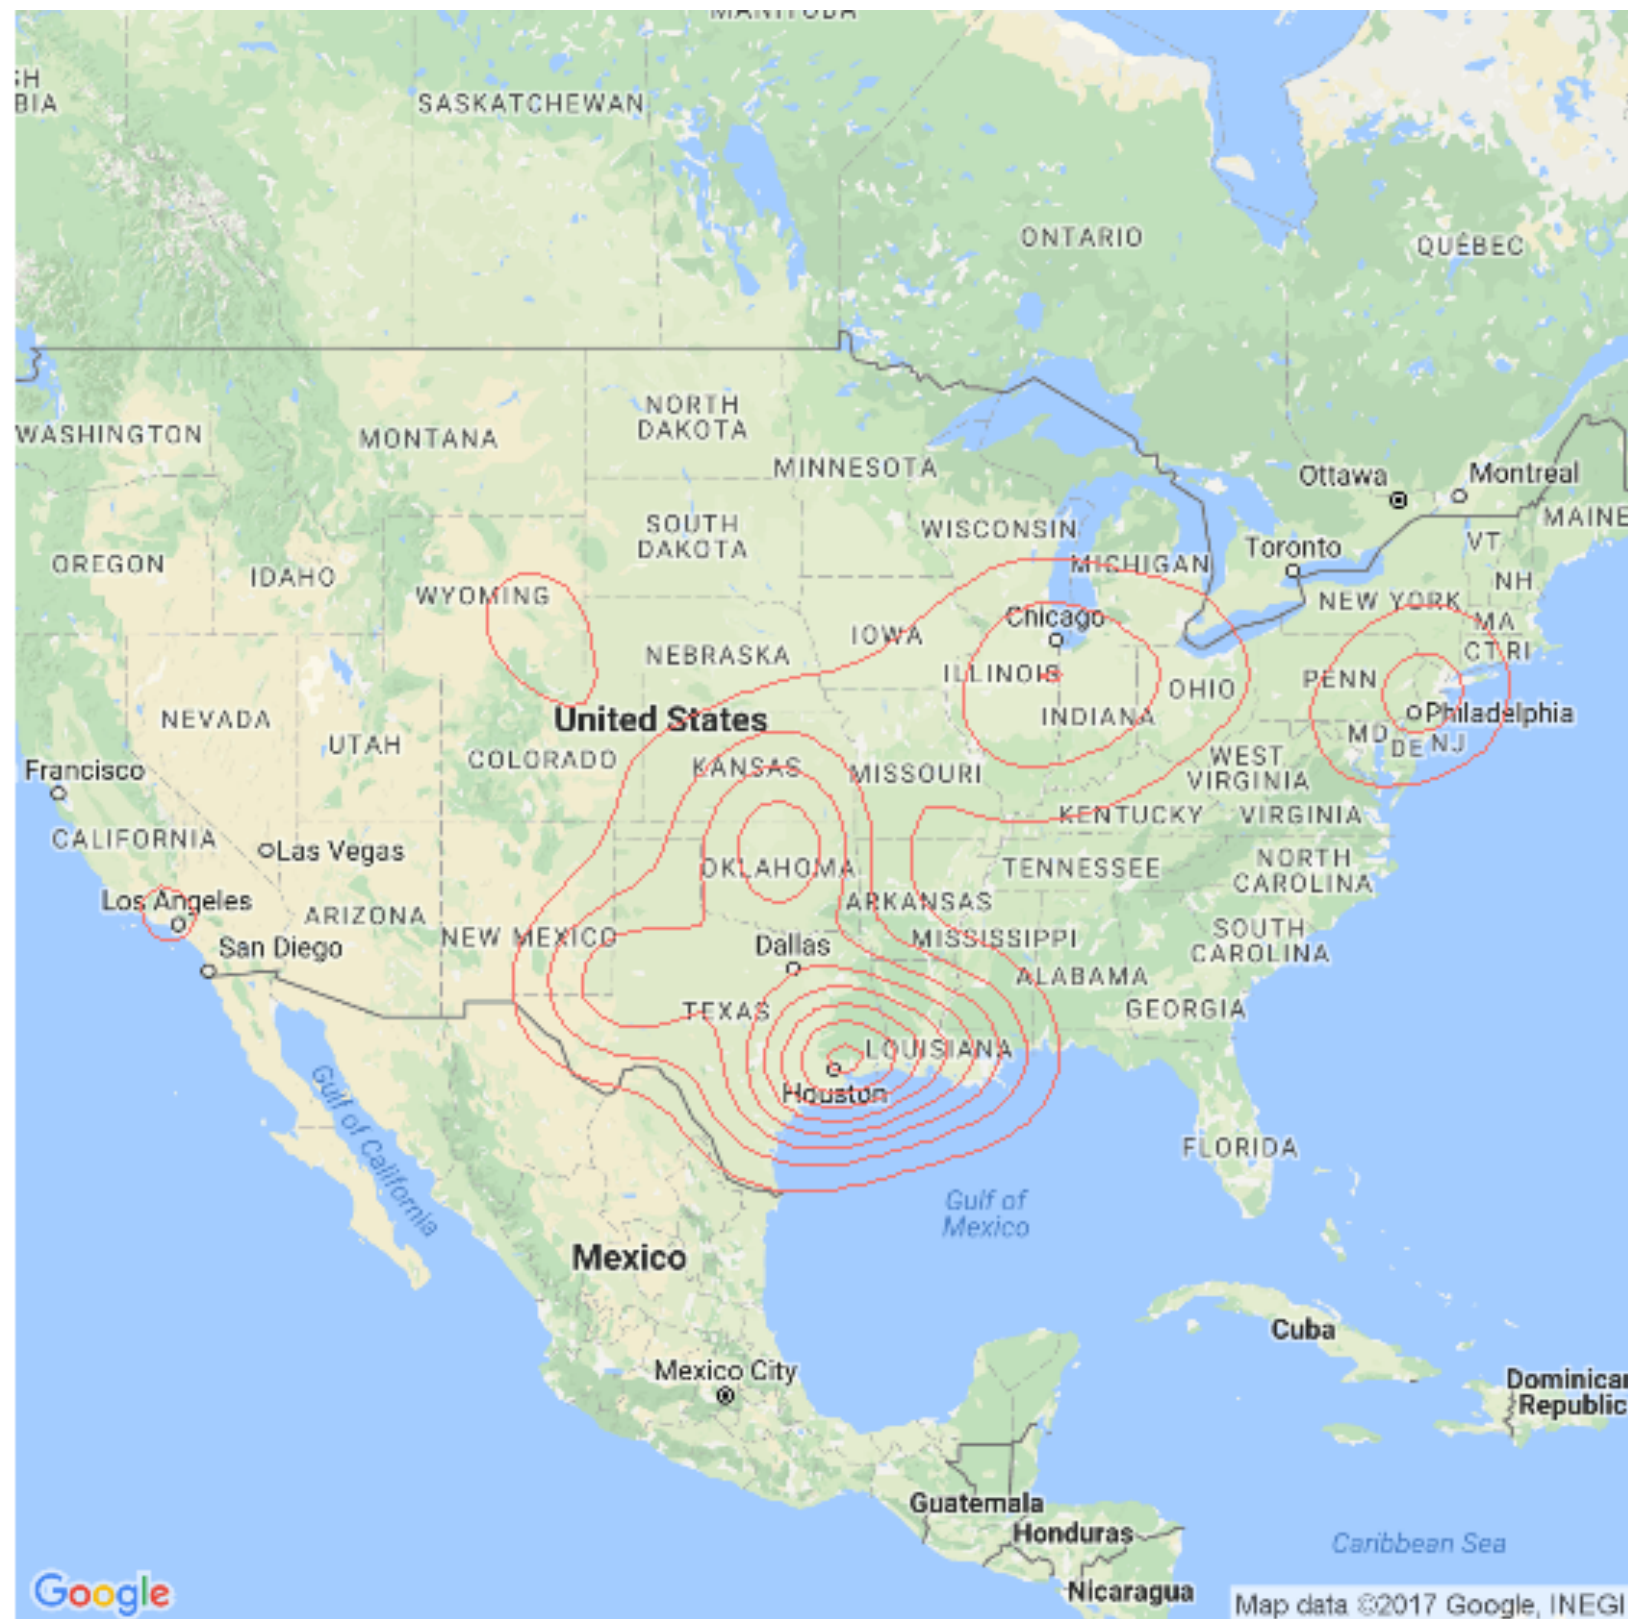 MANITOBA
SH
BIA
SASKATCHEWAN
ONTARIO
QUÉBEC
NORTH
DAKOTA
WASHINGTON
MONTANA
MINNESOTA
Ottawa
Montreal
SOUTH
DAKOTA
WISCONSIN
MAINE
VT
Toronto
MICHIGAN
OREGON
IDAHO
NH
WYOMING
NEW YORK
Chicago
MA
IOWA
CT RI
NEBRASKA
ILLINOIS
OHIO
PENN
United States
NEVADA
INDIANA
Philadelphia
MD
DE NJ
UTAH
COLORADO
KANSAS
MISSOURI
WEST
VIRGINIA
Francisco
KENTUCKY
VIRGINIA
CALIFORNIA
Las Vegas
OKLAHOMA
TENNESSEE
NORTH
CAROLINA
Los Angeles
ARIZONA
ARKANSAS
NEW MEXICO
San Diego
Dallas
MISSISSIPPI
SOUTH
CAROLINA
ALABAMA
TEXAS
GEORGIA
LOUISIANA
Houston
Gulf of California
FLORIDA
Gulf of
Mexico
Mexico
Cuba
Mexico City
Dominican
Republic
Guatemala
Honduras
Caribbean Sea
Nicaragua
Google
Map data ©2017 Google, INEGI